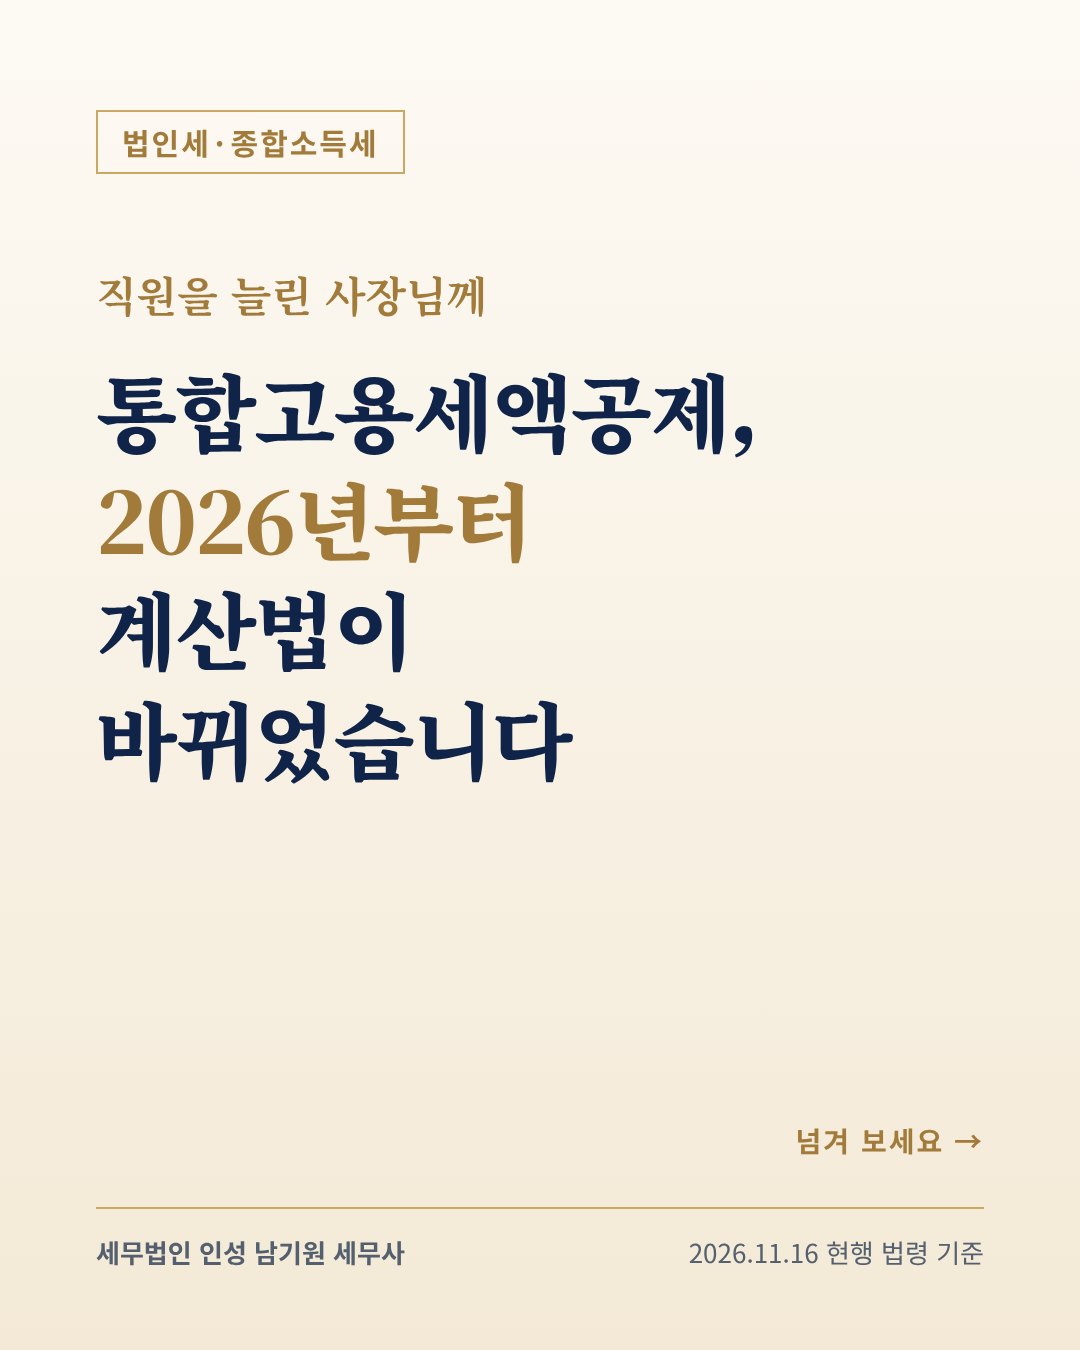 법인세·종합소득세
직원을 늘린 사장님께
통합고용세액공제,
2026년부터
계산법이
바뀌었습니다
넘겨 보세요 →
세무법인 인성 남기원 세무사
2026.11.16 현행 법령 기준